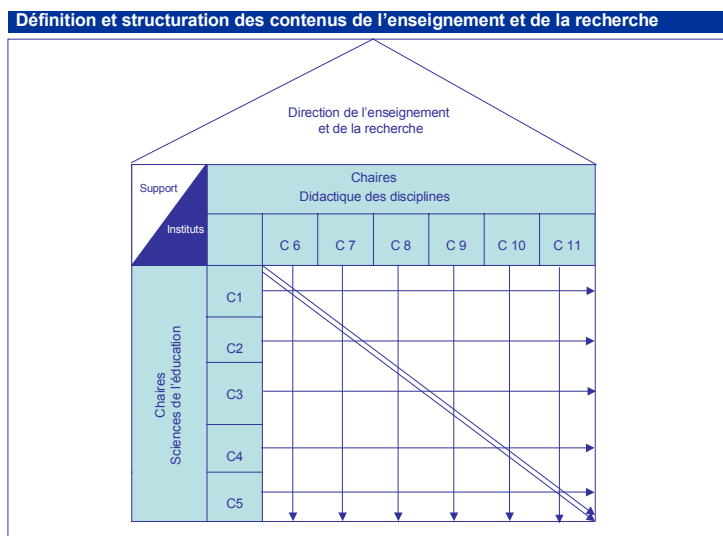 Définition et structuration des contenus de l'enseignement et de la recherche
Direction de l'enseignement
et de la recherche
Support
Instituts
Chaires
Didactique des disciplines
C 6
C 7
C 8
C 9
C 10
C 11
Chaires
Sciences de l'éducation
C1
C2
C3
C4
C5